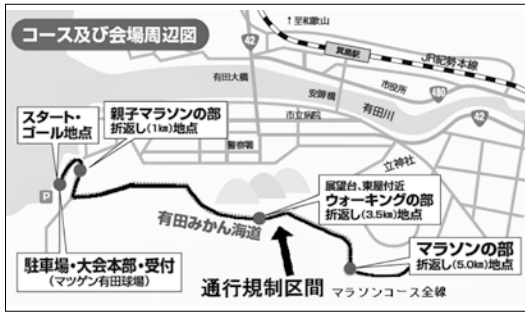 コース及び会場周辺図
↑至和歌山
42
箕島駅
JR紀勢本線
有田大橋
安諦橋
市役所
480
有田川
42
市立病院
警察署
立神社
スタート・
ゴール地点
親子マラソンの部
折返し(1km)地点
P
展望台、東屋付近
ウォーキングの部
折返し(3.5km)地点
有田みかん海道
駐車場・大会本部・受付
(マツゲン有田球場)
通行規制区間
マラソンの部
折返し(5.0km)地点
マラソンコース全線